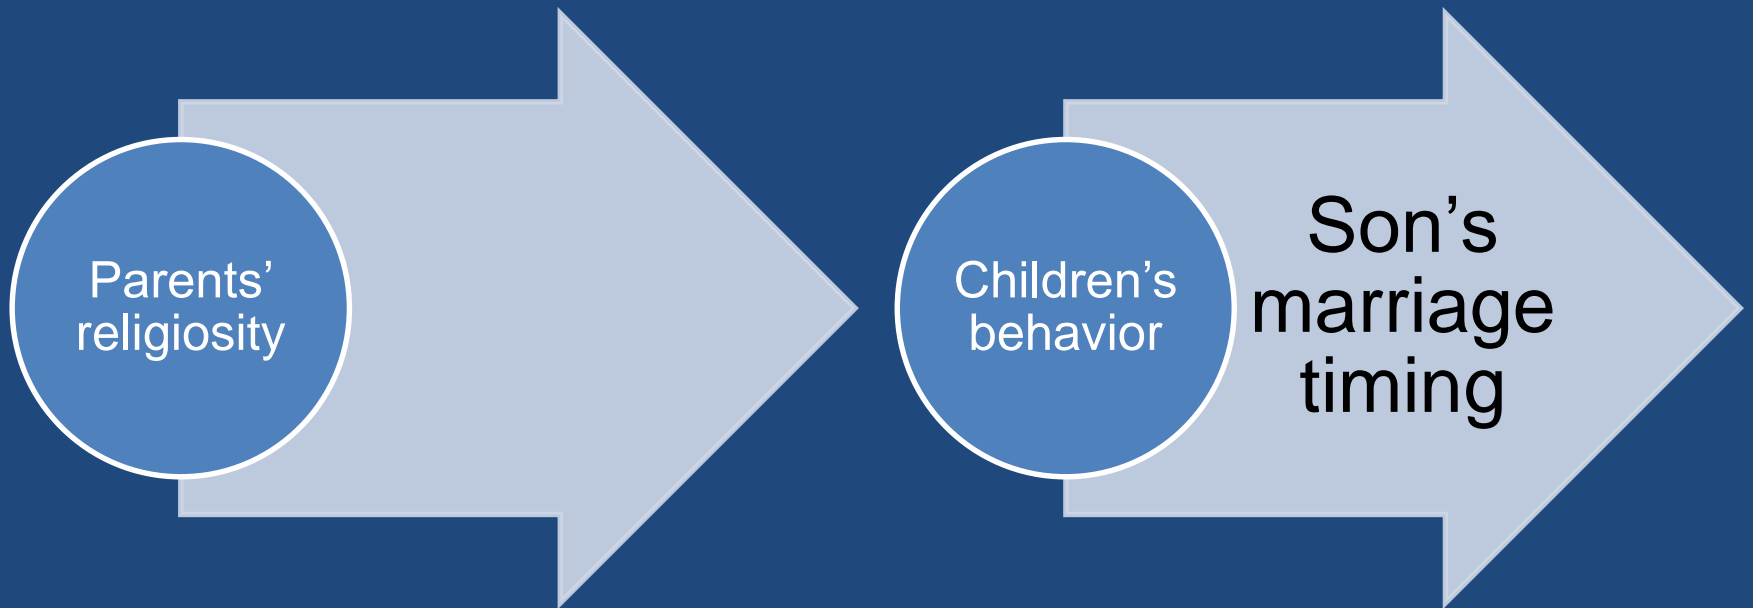 Parents’
religiosity
Children’s
behavior
Son’s
marriage
timing